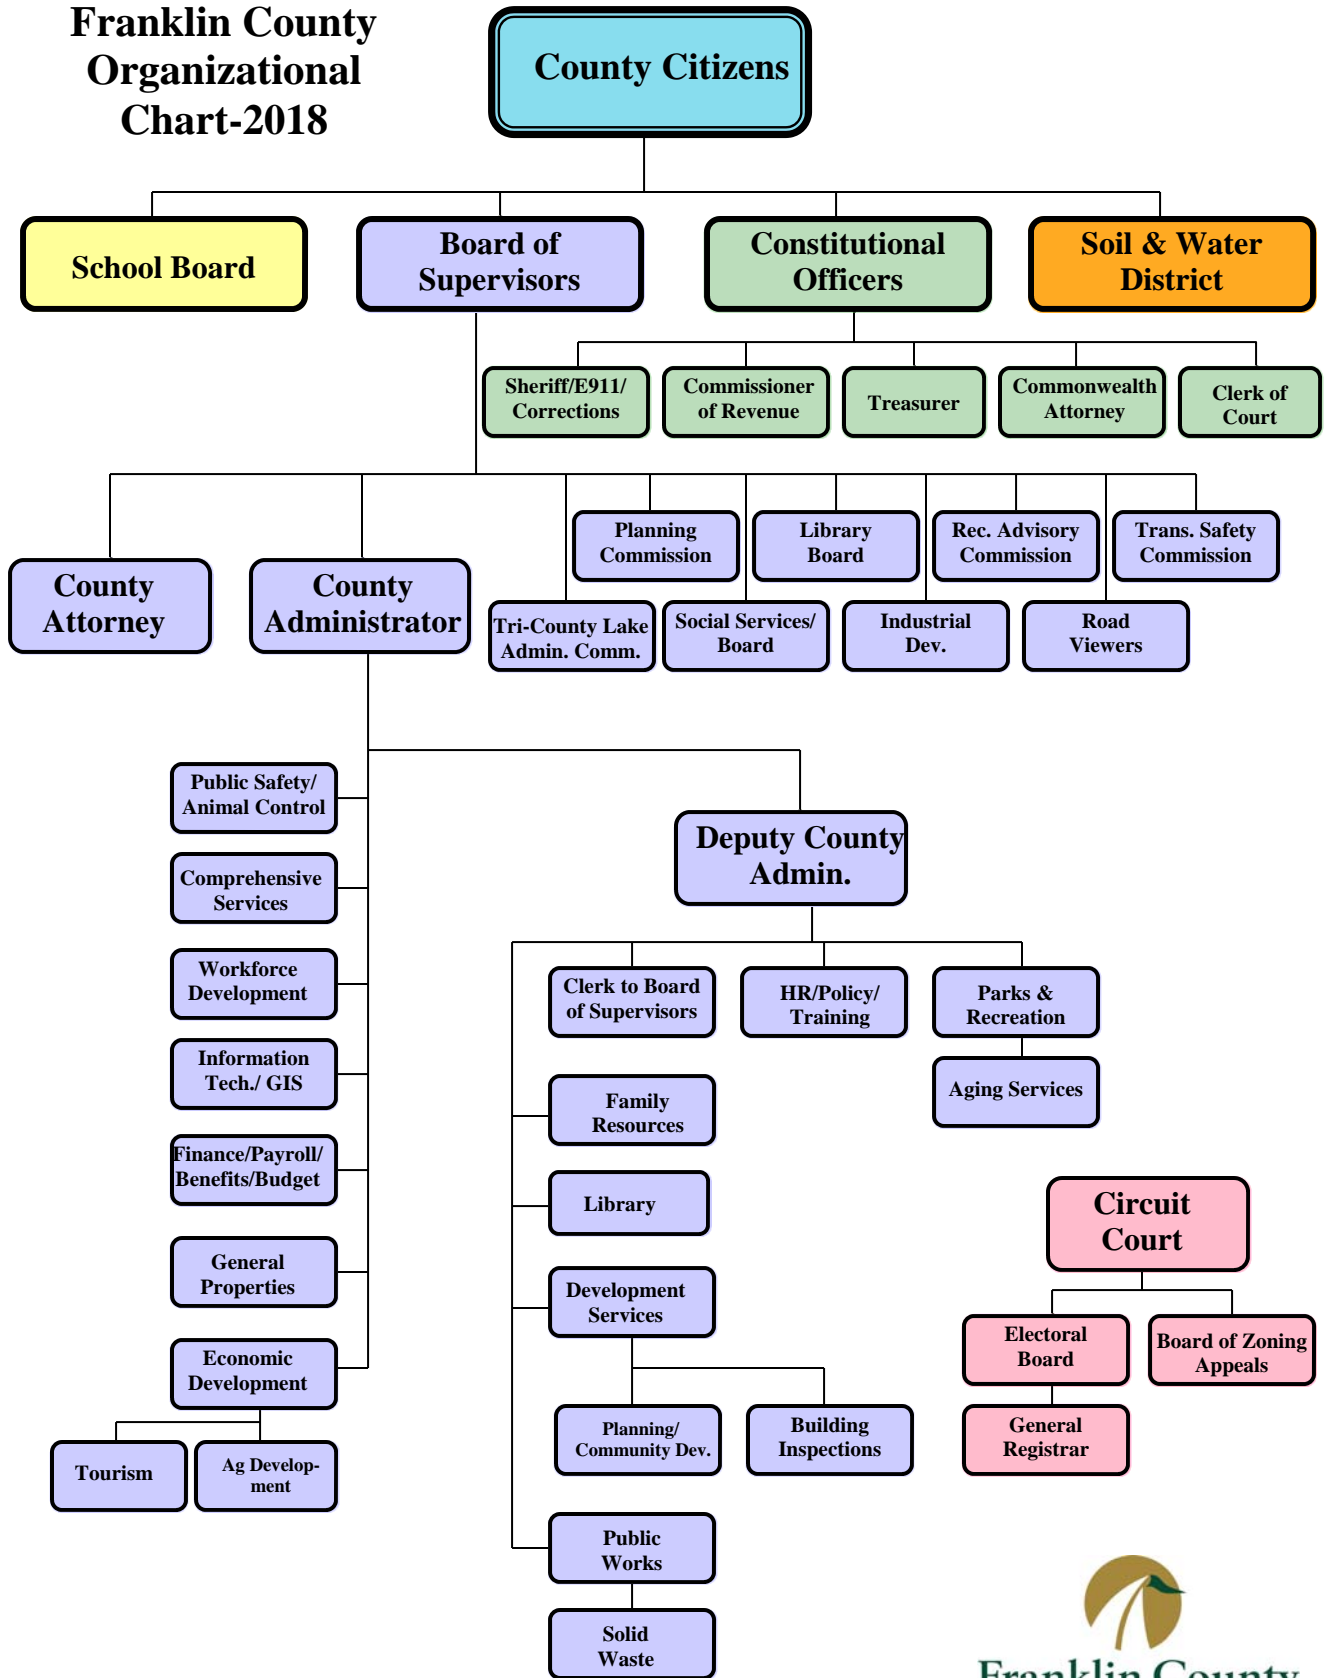 Franklin County
Organizational
Chart-2018
County Citizens
School Board
Board of
Supervisors
Constitutional
Officers
Soil & Water
District
Sheriff/E911/
Corrections
Commissioner
of Revenue
Treasurer
Commonwealth
Attorney
Clerk of
Court
Planning
Commission
Library
Board
Rec. Advisory
Commission
Trans. Safety
Commission
County
Attorney
County
Administrator
Tri-County Lake
Admin. Comm.
Social Services/
Board
Industrial
Dev.
Road
Viewers
Public Safety/
Animal Control
Comprehensive
Services
Workforce
Development
Information
Tech./ GIS
Finance/Payroll/
Benefits/Budget
General
Properties
Economic
Development
Tourism
Ag Develop-
ment
Deputy County
Admin.
Clerk to Board
of Supervisors
HR/Policy/
Training
Parks &
Recreation
Aging Services
Family
Resources
Library
Development
Services
Planning/
Community Dev.
Building
Inspections
Public
Works
Solid
Waste
Circuit
Court
Electoral
Board
Board of Zoning
Appeals
General
Registrar
Franklin County